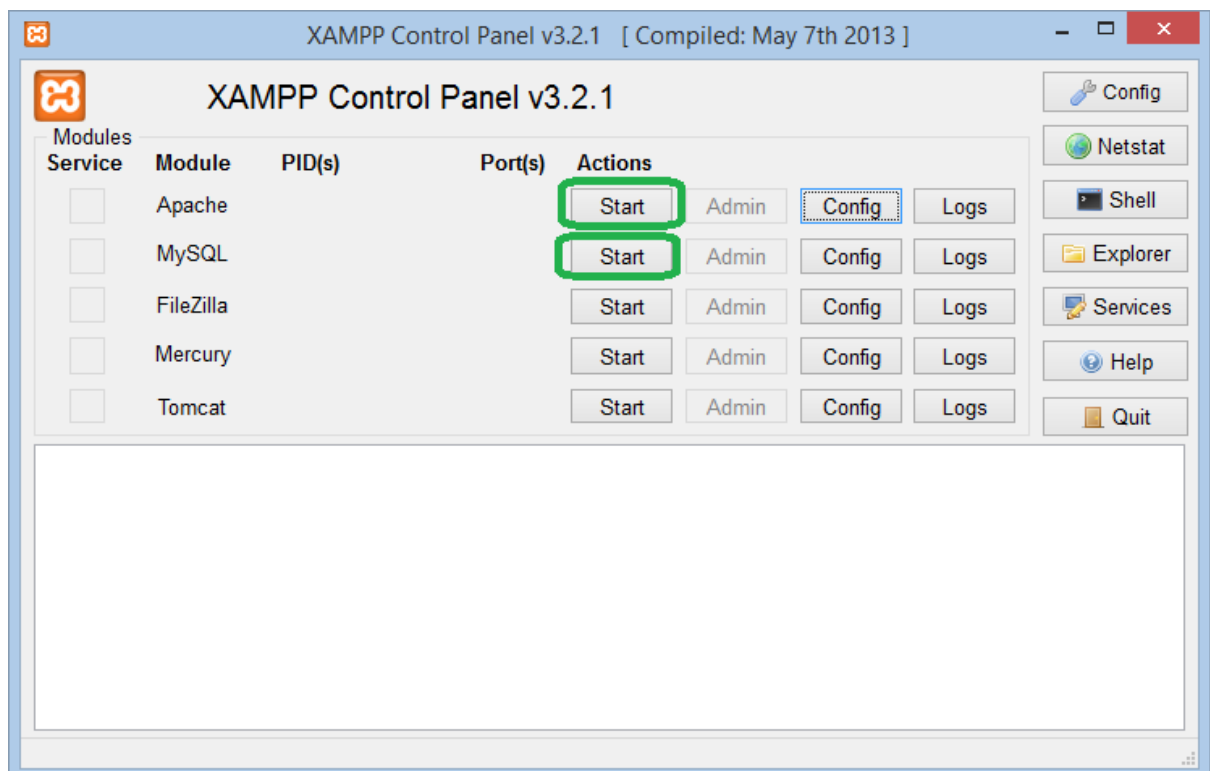 XAMPP Control Panel v3.2.1 [ Compiled: May 7th 2013 ]
XAMPP Control Panel v3.2.1
Config
Modules
Netstat
Service Module PID(s) Port(s) Actions
Apache Start Admin Config Logs
Shell
MySQL Start Admin Config Logs
Explorer
FileZilla Start Admin Config Logs
Services
Mercury Start Admin Config Logs
Help
Tomcat Start Admin Config Logs
Quit